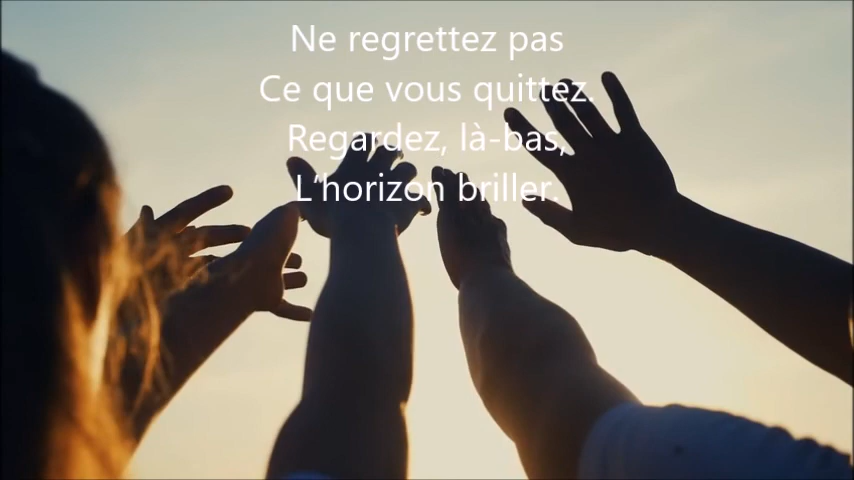 Ne regrettez pas
Ce que vous quittez.
Regardez, là-bas,
L'horizon briller.